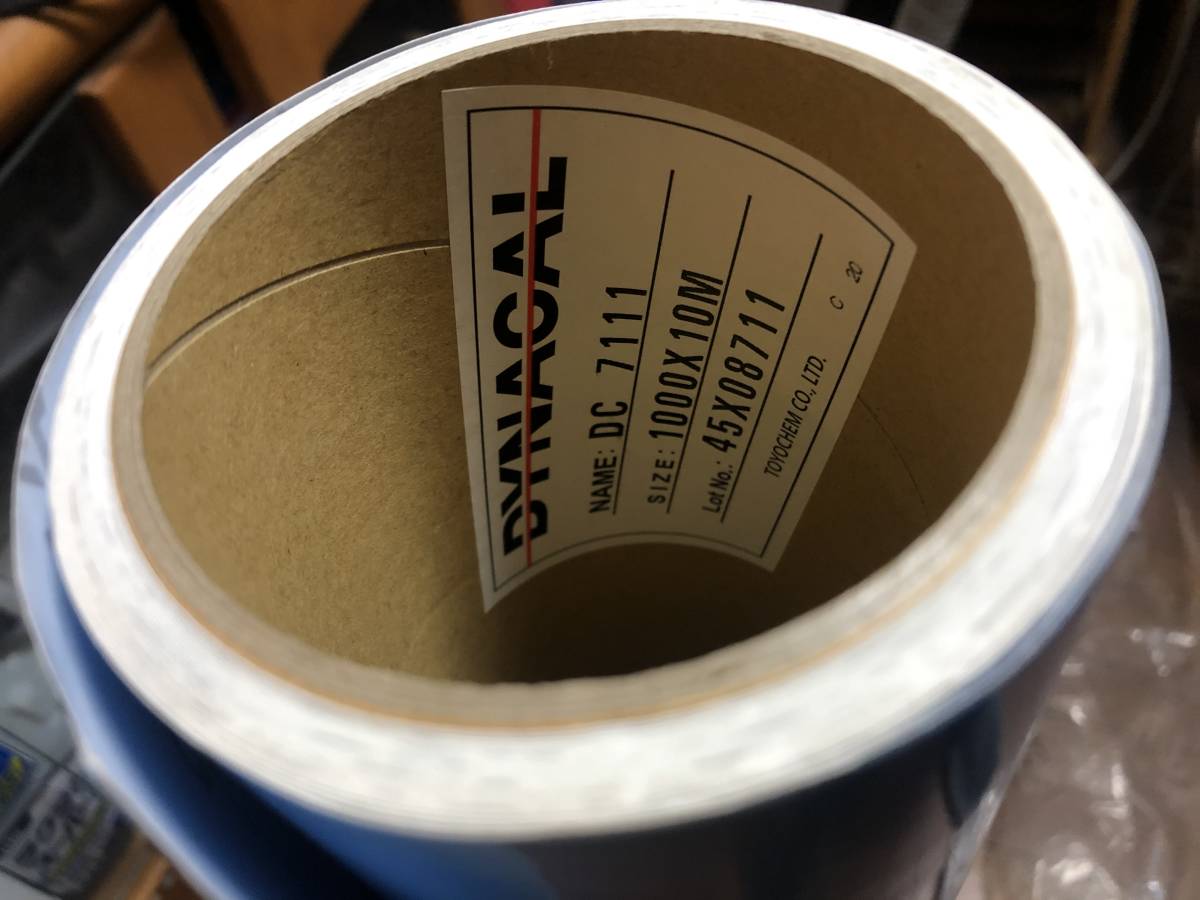 DYNACAL
NAME: DC 7111
SIZE: 1000X10M
Lot No.: 45X08711
TOYOCHEM CO., LTD.
C 20